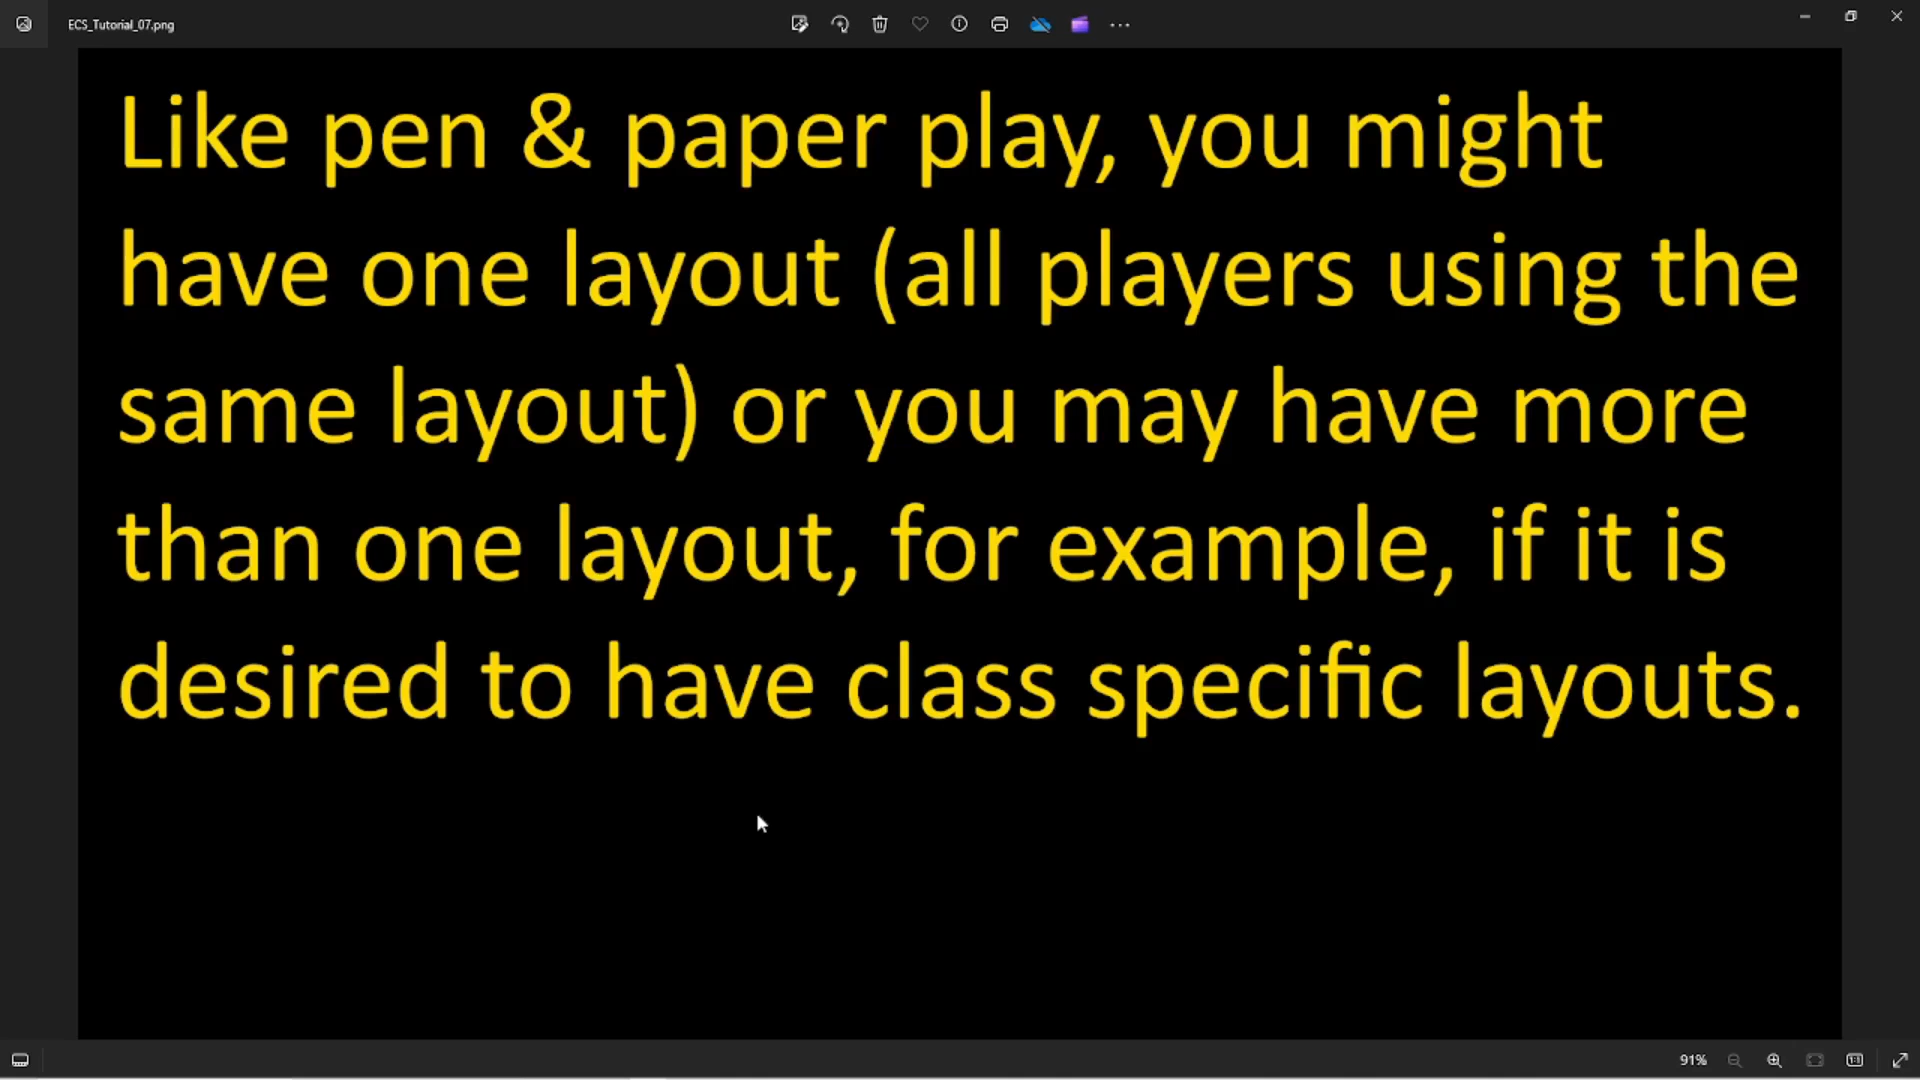 ECS_Tutorial_07.png
Like pen & paper play, you might
have one layout (all players using the
same layout) or you may have more
than one layout, for example, if it is
desired to have class specific layouts.
91%